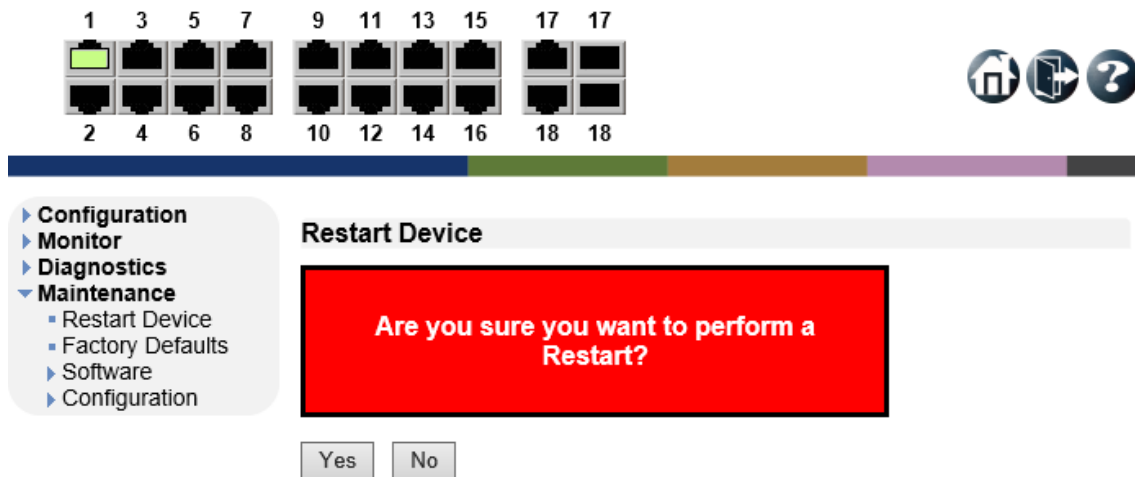 1 3 5 7 9 11 13 15 17 17
2 4 6 8 10 12 14 16 18 18
?
Configuration
Monitor
Diagnostics
Maintenance
Restart Device
Factory Defaults
Software
Configuration
Restart Device
Are you sure you want to perform a
Restart?
Yes No